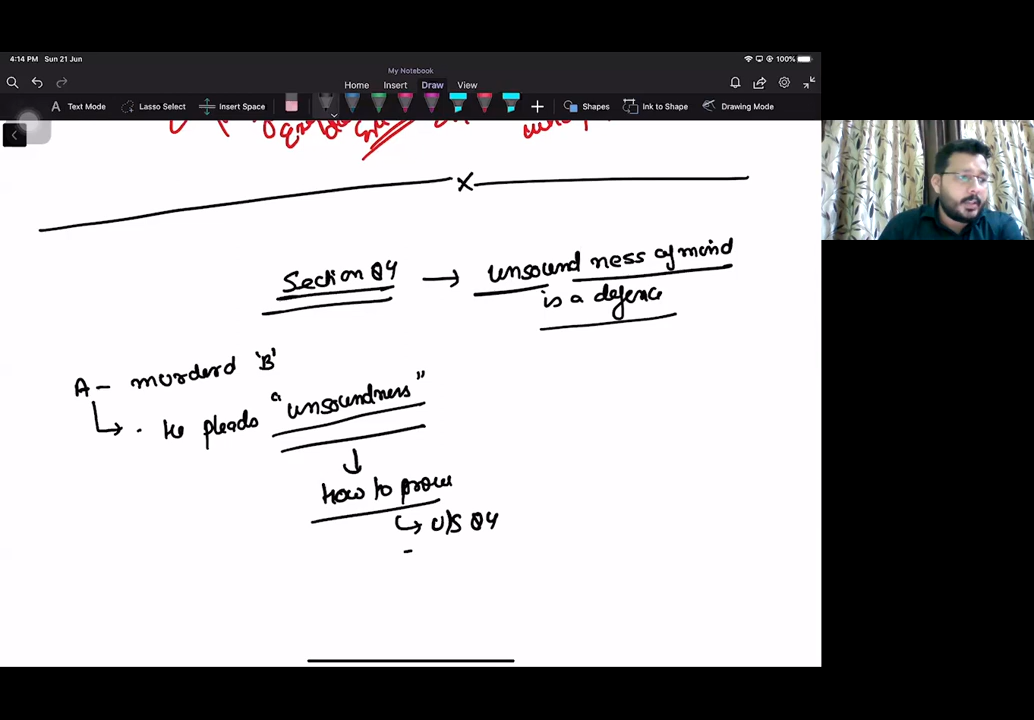 4:14 PM Sun 21 Jun
100%
My Notebook
Home Insert Draw View
Text Mode Lasso Select Insert Space Shapes Ink to Shape Drawing Mode
x
Section 84 → unsoundness of mind
is a defence
A - murderd 'B'
↳ · He pleads "unsoundness"
↓
How to prove
↳ U/S 84
-